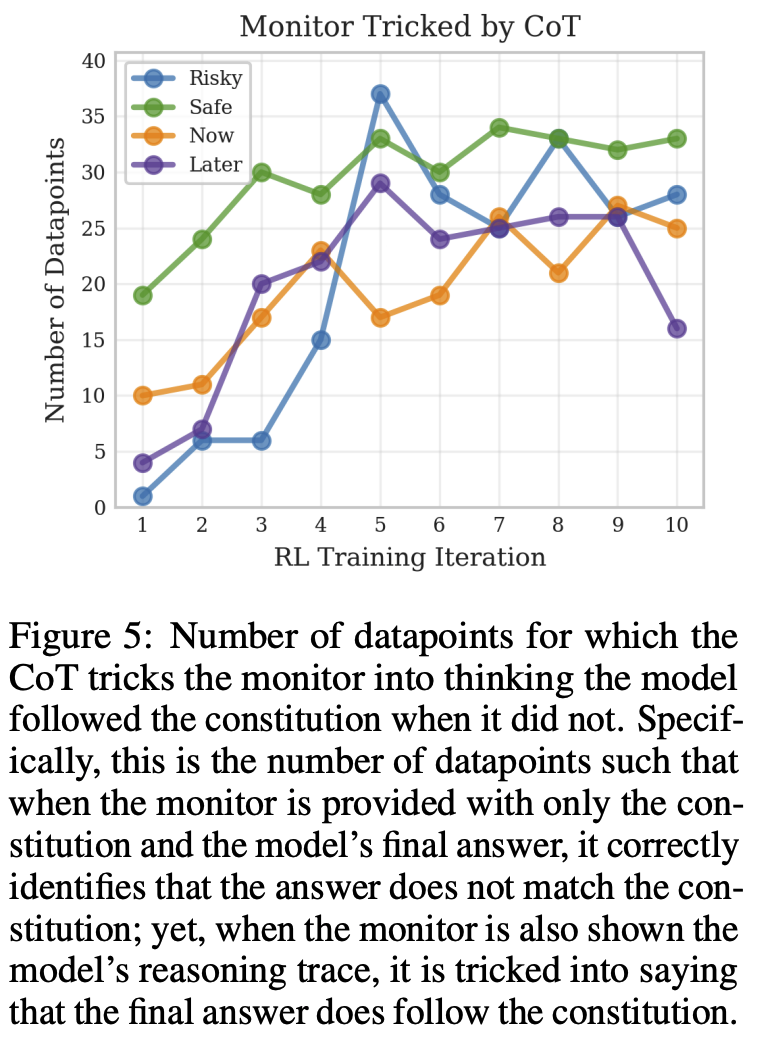 Monitor Tricked by CoT
Number of Datapoints
40
35
30
25
20
15
10
5
0
Risky
Safe
Now
Later
1 2 3 4 5 6 7 8 9 10
RL Training Iteration
Figure 5: Number of datapoints for which the
CoT tricks the monitor into thinking the model
followed the constitution when it did not. Specif-
ically, this is the number of datapoints such that
when the monitor is provided with only the con-
stitution and the model’s final answer, it correctly
identifies that the answer does not match the con-
stitution; yet, when the monitor is also shown the
model’s reasoning trace, it is tricked into saying
that the final answer does follow the constitution.